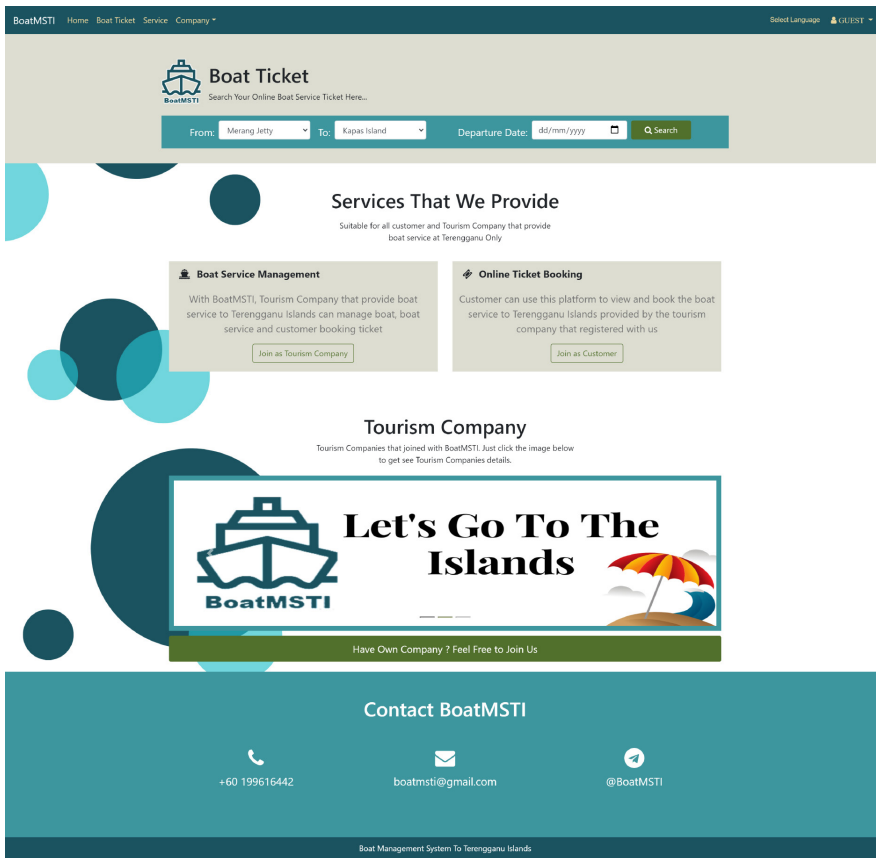 BoatMSTI Home Boat Ticket Service Company Select Language GUEST
Boat Ticket
BoatMSTI
Search Your Online Boat Service Ticket Here...
From: Merang Jetty To: Kapas Island Departure Date: dd/mm/yyyy Search
Services That We Provide
Suitable for all customer and Tourism Company that provide
boat service at Terengganu Only
Boat Service Management
With BoatMSTI, Tourism Company that provide boat
service to Terengganu Islands can manage boat, boat
service and customer booking ticket
Join as Tourism Company
Online Ticket Booking
Customer can use this platform to view and book the boat
service to Terengganu Islands provided by the tourism
company that registered with us
Join as Customer
Tourism Company
Tourism Companies that joined with BoatMSTI. Just click the image below
to get see Tourism Companies details.
Let's Go To The
Islands
BoatMSTI
Have Own Company ? Feel Free to Join Us
Contact BoatMSTI
+60 199616442
boatmsti@gmail.com
@BoatMSTI
Boat Management System To Terengganu Islands